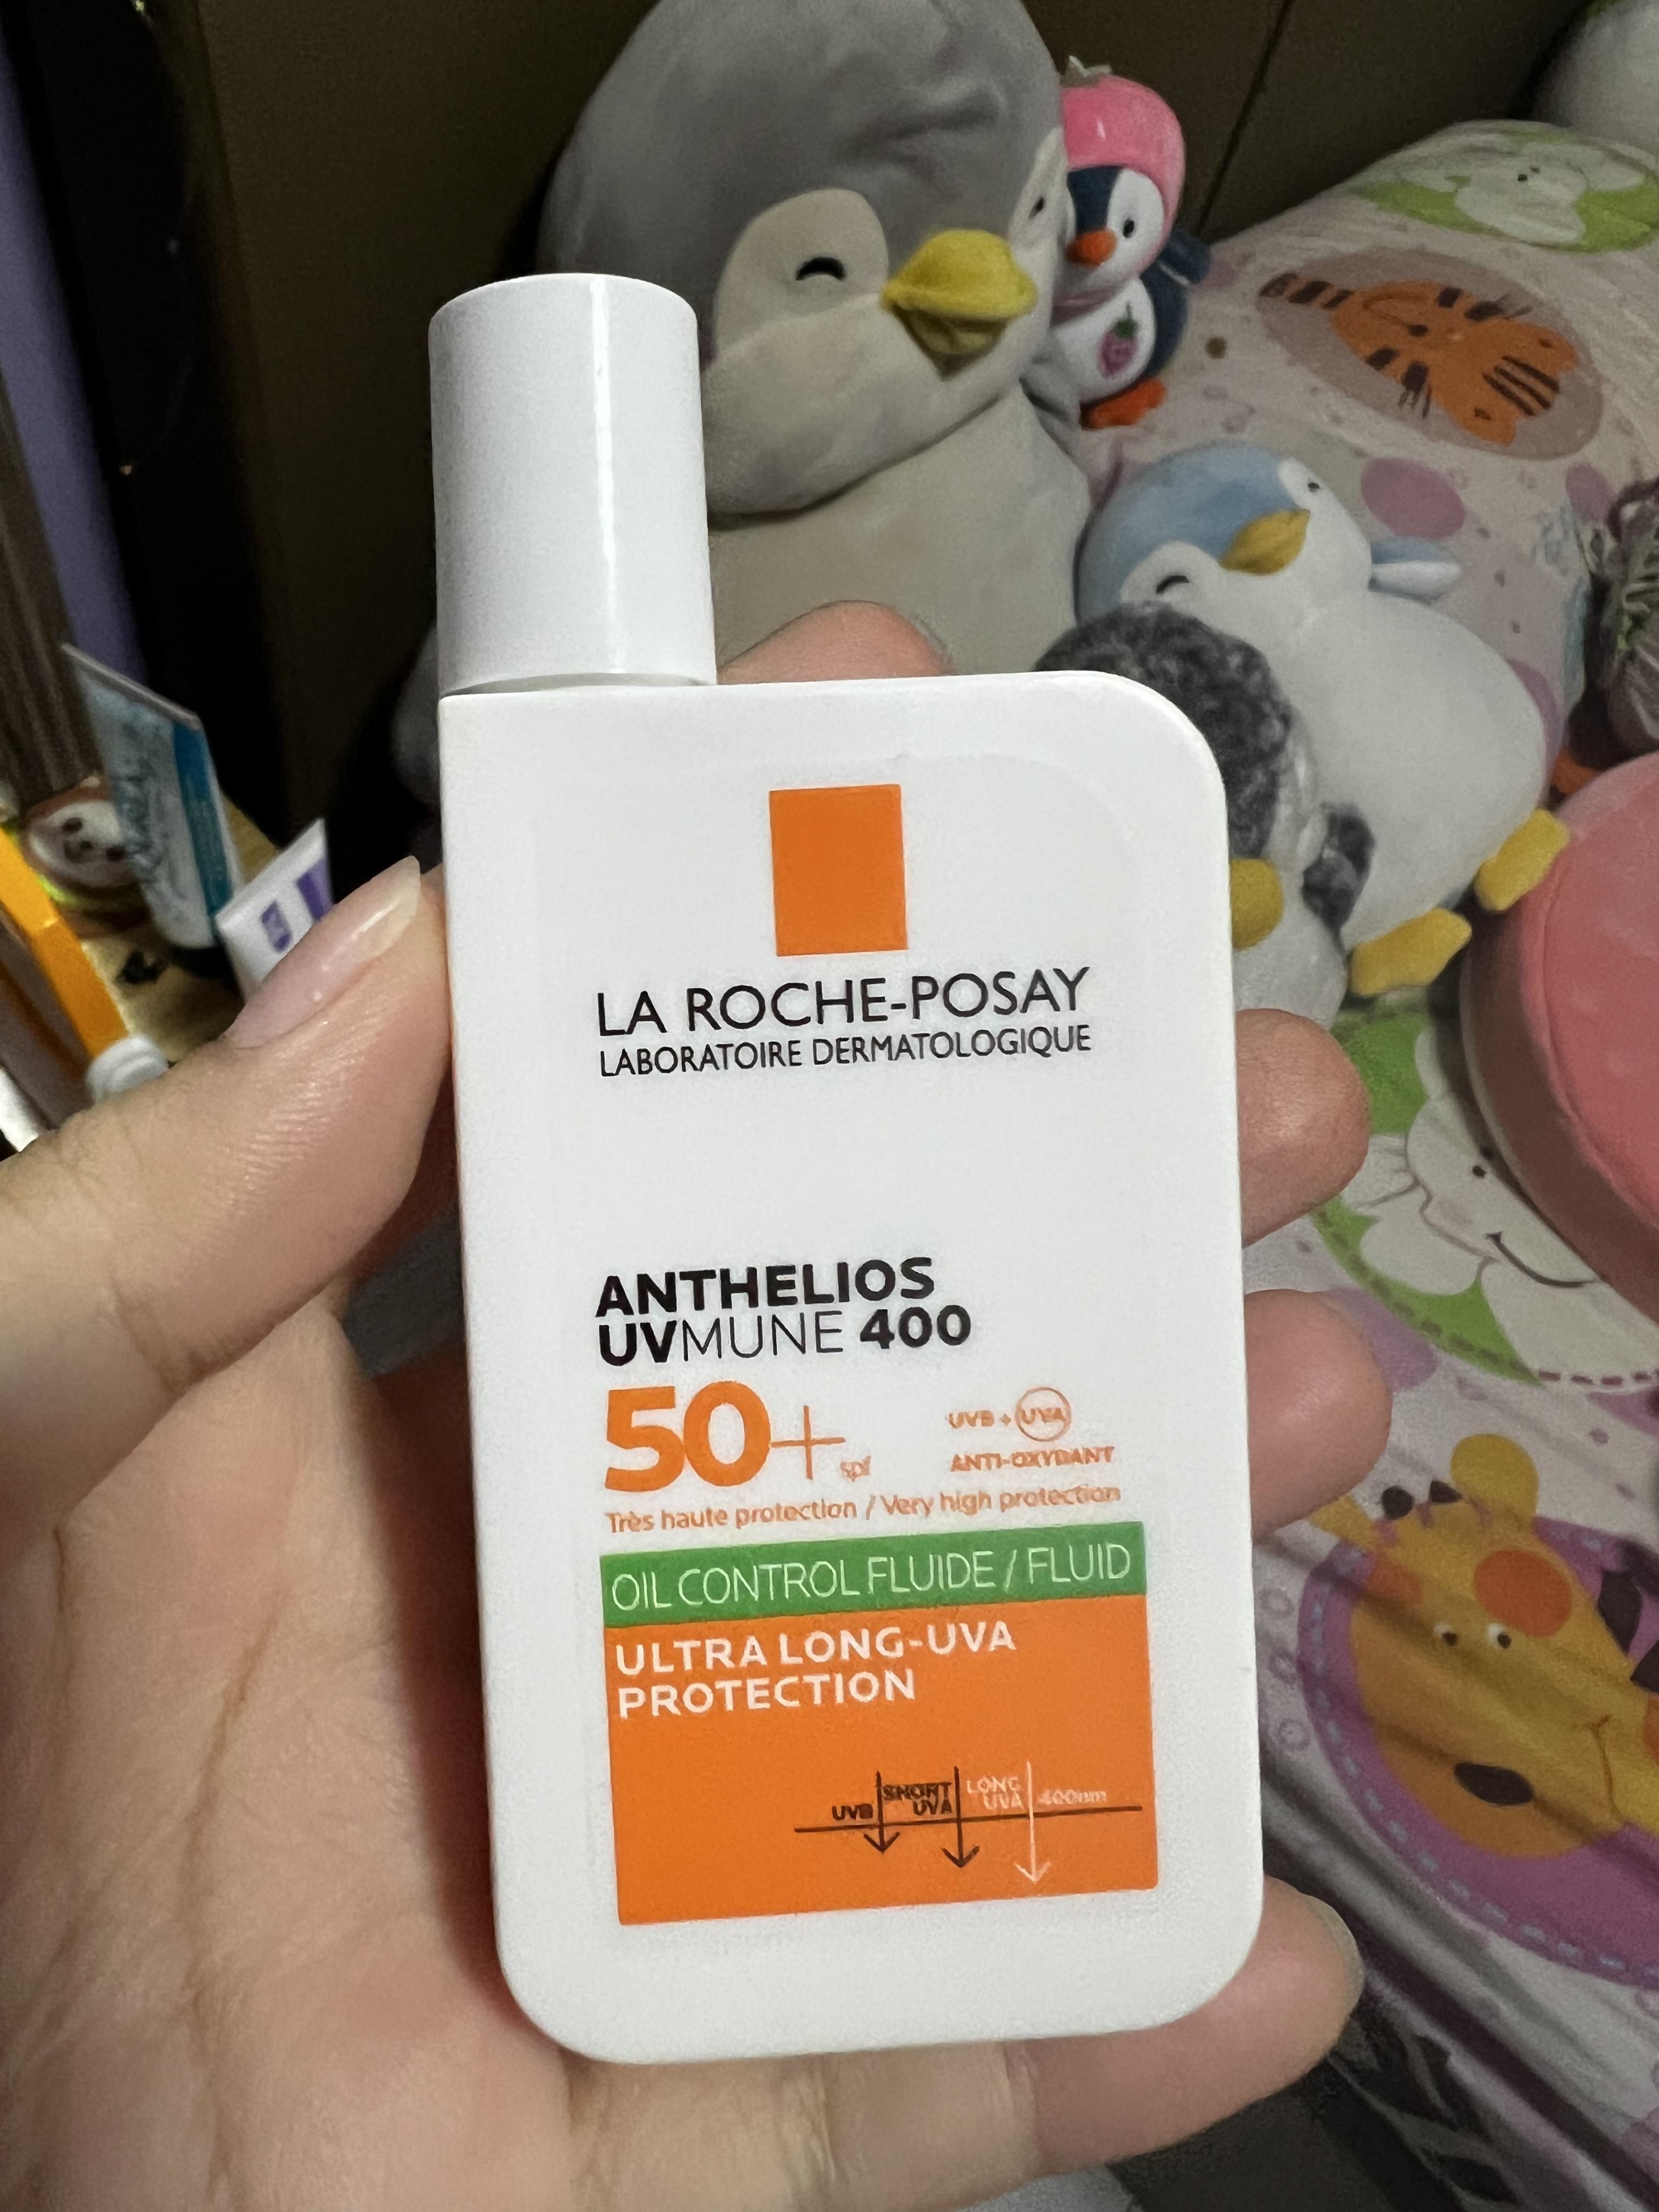 LA ROCHE-POSAY
LABORATOIRE DERMATOLOGIQUE
ANTHELIOS
UVMUNE 400
50+ spf
UVB + UVA
ANTI-OXYDANT
Très haute protection / Very high protection
OIL CONTROL FLUIDE / FLUID
ULTRA LONG-UVA
PROTECTION
UVB
SHORT
UVA
LONG
UVA
400nm